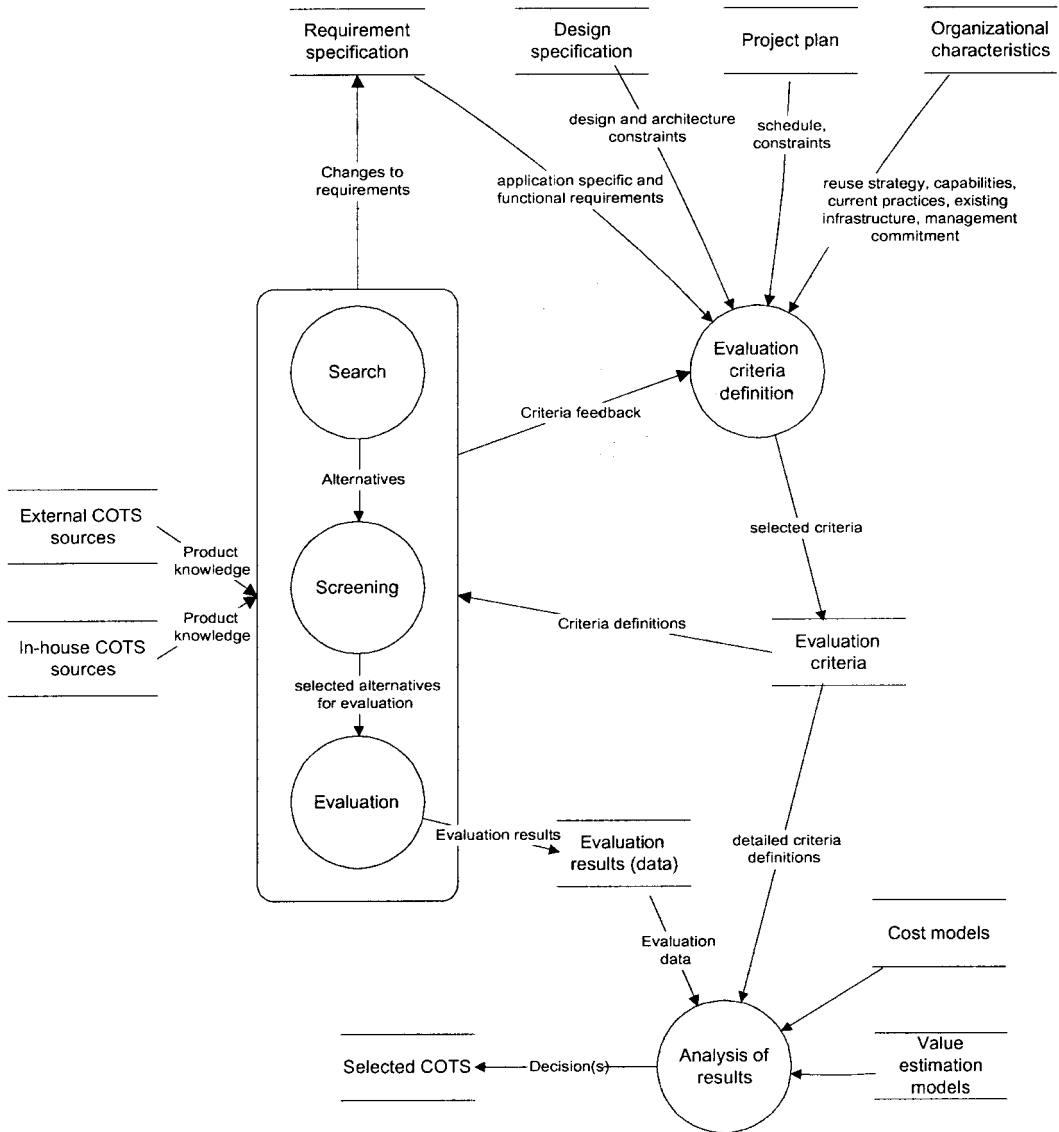 Requirement
specification
Design
specification
Project plan
Organizational
characteristics
design and architecture
constraints
schedule,
constraints
Changes to
requirements
application specific and
functional requirements
reuse strategy, capabilities,
current practices, existing
infrastructure, management
commitment
Search
Evaluation
criteria
definition
Criteria feedback
Alternatives
External COTS
sources
Product
knowledge
selected criteria
Screening
Product
knowledge
In-house COTS
sources
Criteria definitions
Evaluation
criteria
selected alternatives
for evaluation
Evaluation
Evaluation results
Evaluation
results (data)
detailed criteria
definitions
Cost models
Evaluation
data
Selected COTS
Decision(s)
Analysis of
results
Value
estimation
models